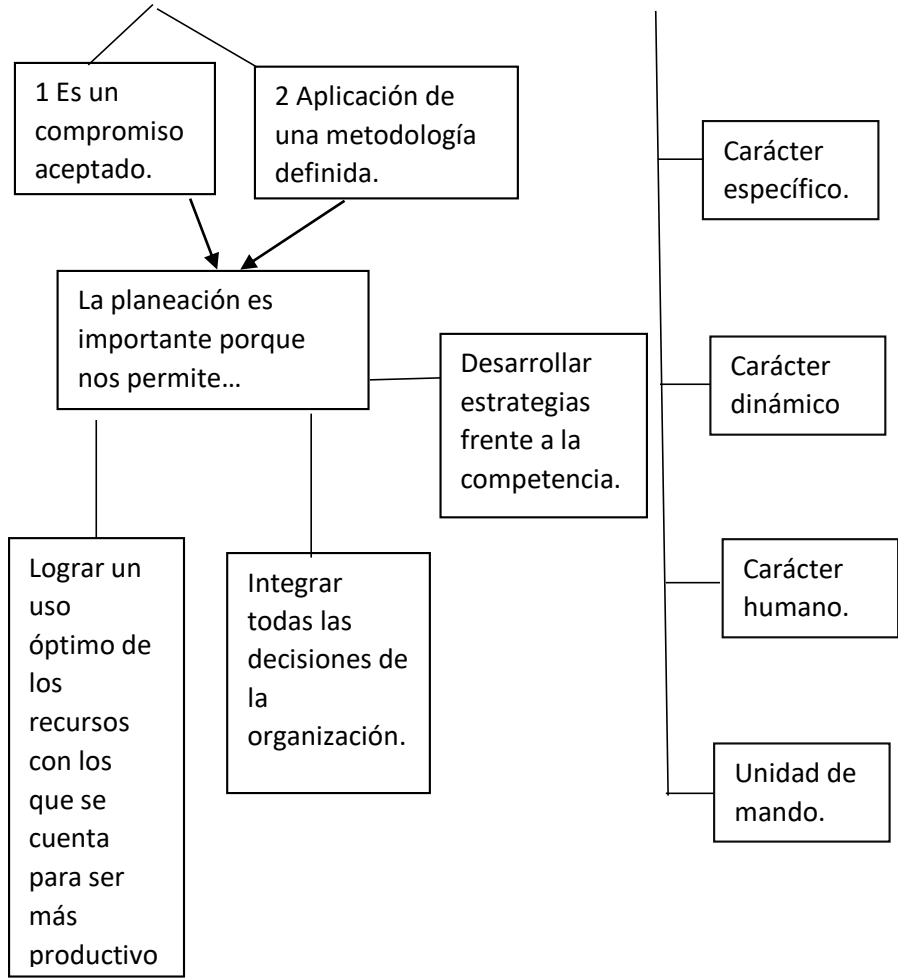 1 Es un
compromiso
aceptado.
2 Aplicación de
una metodología
definida.
Carácter
específico.
La planeación es
importante porque
nos permite…
Desarrollar
estrategias
frente a la
competencia.
Carácter
dinámico
Lograr un
uso
óptimo de
los
recursos
con los
que se
cuenta
para ser
más
productivo
Integrar
todas las
decisiones de
la
organización.
Carácter
humano.
Unidad de
mando.